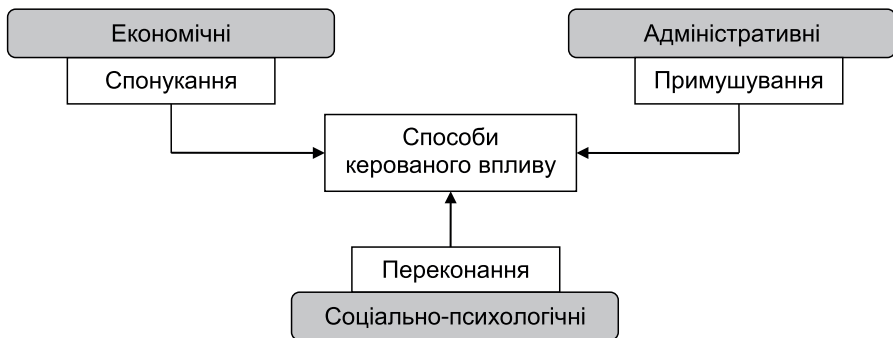 Економічні
Адміністративні
Спонукання
Примушування
Способи
керованого впливу
Переконання
Соціально-психологічні